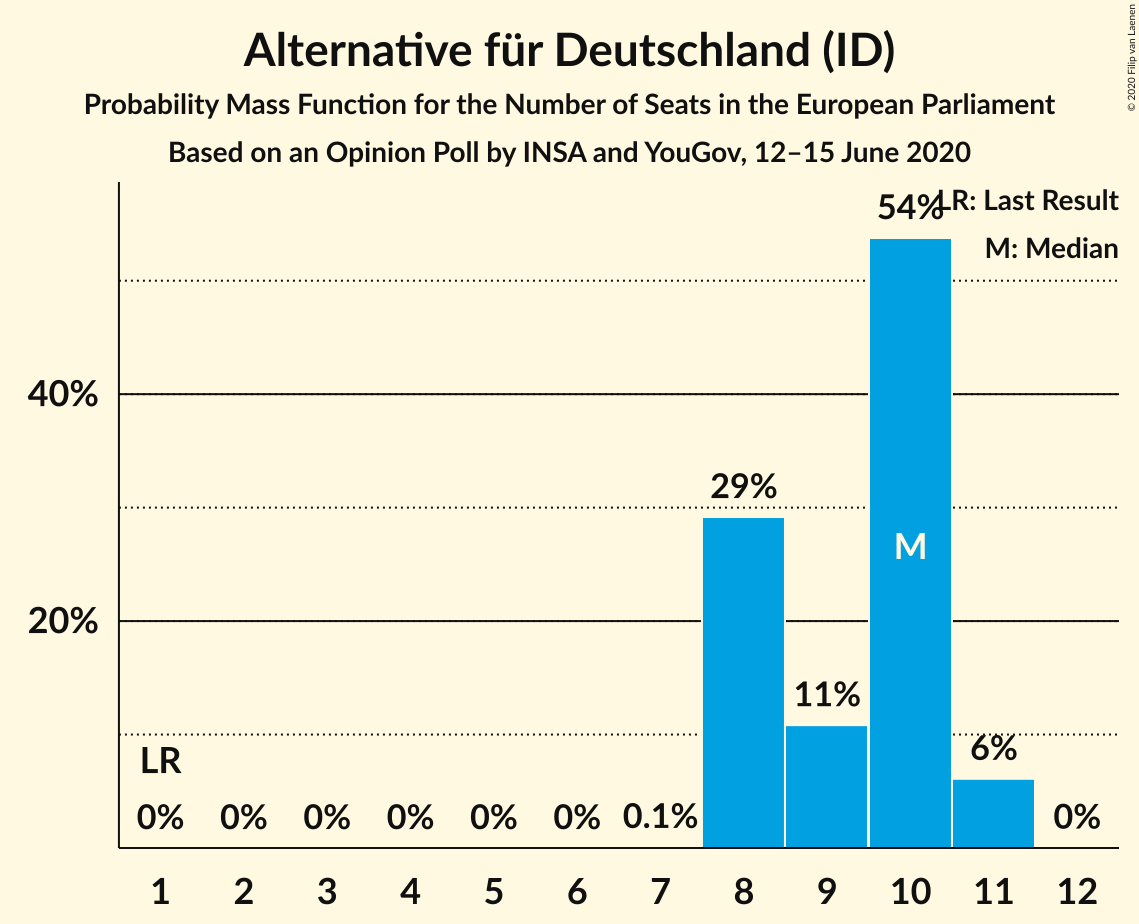 Alternative für Deutschland (ID)
Probability Mass Function for the Number of Seats in the European Parliament
Based on an Opinion Poll by INSA and YouGov, 12–15 June 2020
© 2020 Filip van Laenen
LR: Last Result
M: Median
54%
40%
29%
M
20%
11%
6%
LR
0% 0% 0% 0% 0% 0% 0.1% 0%
1 2 3 4 5 6 7 8 9 10 11 12